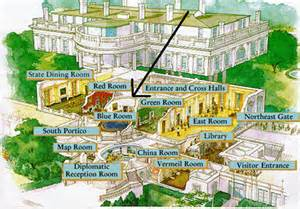 State Dining Room
Red Room
Entrance and Cross Halls
Green Room
Blue Room
East Room
Northeast Gate
South Portico
Library
Map Room
China Room
Visitor Entrance
Diplomatic
Reception Room
Vermeil Room